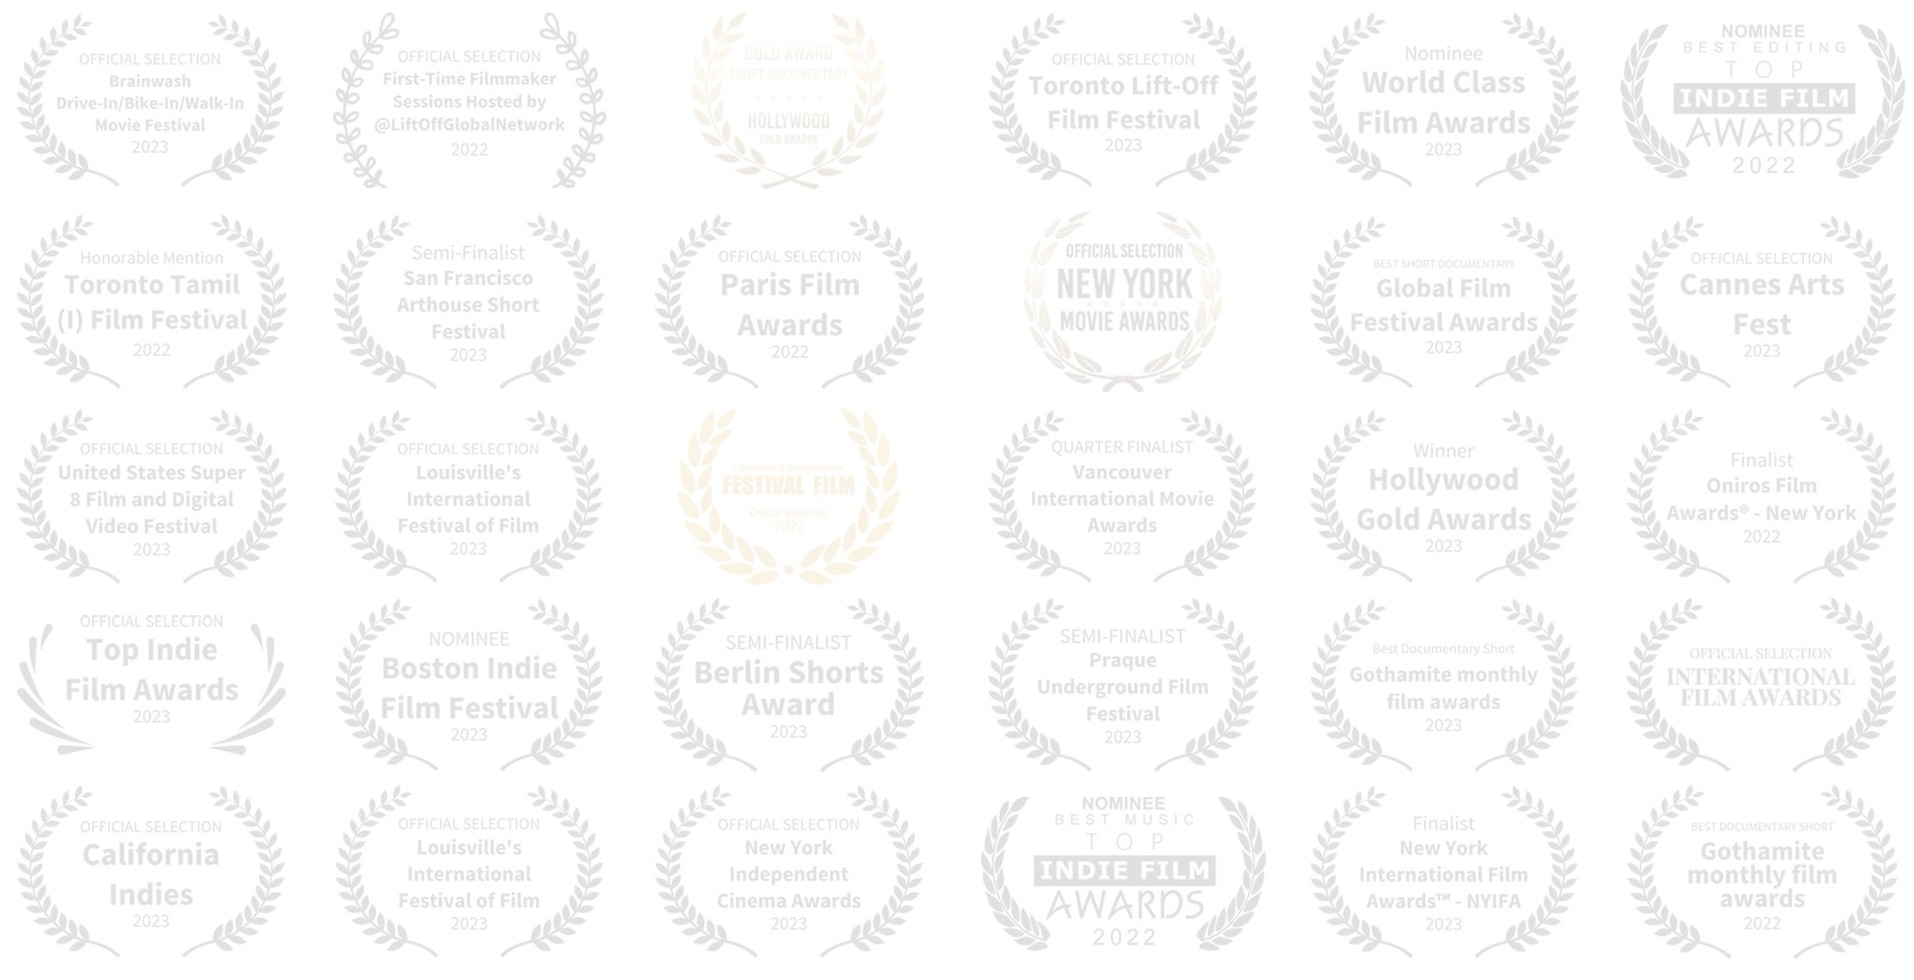 OFFICIAL SELECTION
Brainwash
Drive-In/Bike-In/Walk-In
Movie Festival
2023
OFFICIAL SELECTION
First-Time Filmmaker
Sessions Hosted by
@LiftOffGlobalNetwork
2022
GOLD AWARD
SHORT DOCUMENTARY
HOLLYWOOD
GOLD AWARDS
OFFICIAL SELECTION
Toronto Lift-Off
Film Festival
2023
Nominee
World Class
Film Awards
2023
NOMINEE
BEST EDITING
TOP
INDIE FILM
AWARDS
2022
Honorable Mention
Toronto Tamil
(I) Film Festival
2022
Semi-Finalist
San Francisco
Arthouse Short
Festival
2023
OFFICIAL SELECTION
Paris Film
Awards
2022
OFFICIAL SELECTION
NEW YORK
MOVIE AWARDS
BEST SHORT DOCUMENTARY
Global Film
Festival Awards
2023
OFFICIAL SELECTION
Cannes Arts
Fest
2023
OFFICIAL SELECTION
United States Super
8 Film and Digital
Video Festival
2023
OFFICIAL SELECTION
Louisville's
International
Festival of Film
2023
Louisville's International
FESTIVAL FILM
Official Selection
2022
QUARTER FINALIST
Vancouver
International Movie
Awards
2023
Winner
Hollywood
Gold Awards
2023
Finalist
Oniros Film
Awards® - New York
2022
OFFICIAL SELECTION
Top Indie
Film Awards
2023
NOMINEE
Boston Indie
Film Festival
2023
SEMI-FINALIST
Berlin Shorts
Award
2023
SEMI-FINALIST
Praque
Underground Film
Festival
2023
Best Documentary Short
Gothamite monthly
film awards
2023
OFFICIAL SELECTION
INTERNATIONAL
FILM AWARDS
OFFICIAL SELECTION
California
Indies
2023
OFFICIAL SELECTION
Louisville's
International
Festival of Film
2023
OFFICIAL SELECTION
New York
Independent
Cinema Awards
2023
NOMINEE
BEST MUSIC
TOP
INDIE FILM
AWARDS
2022
Finalist
New York
International Film
Awards™ - NYIFA
2023
BEST DOCUMENTARY SHORT
Gothamite
monthly film
awards
2022